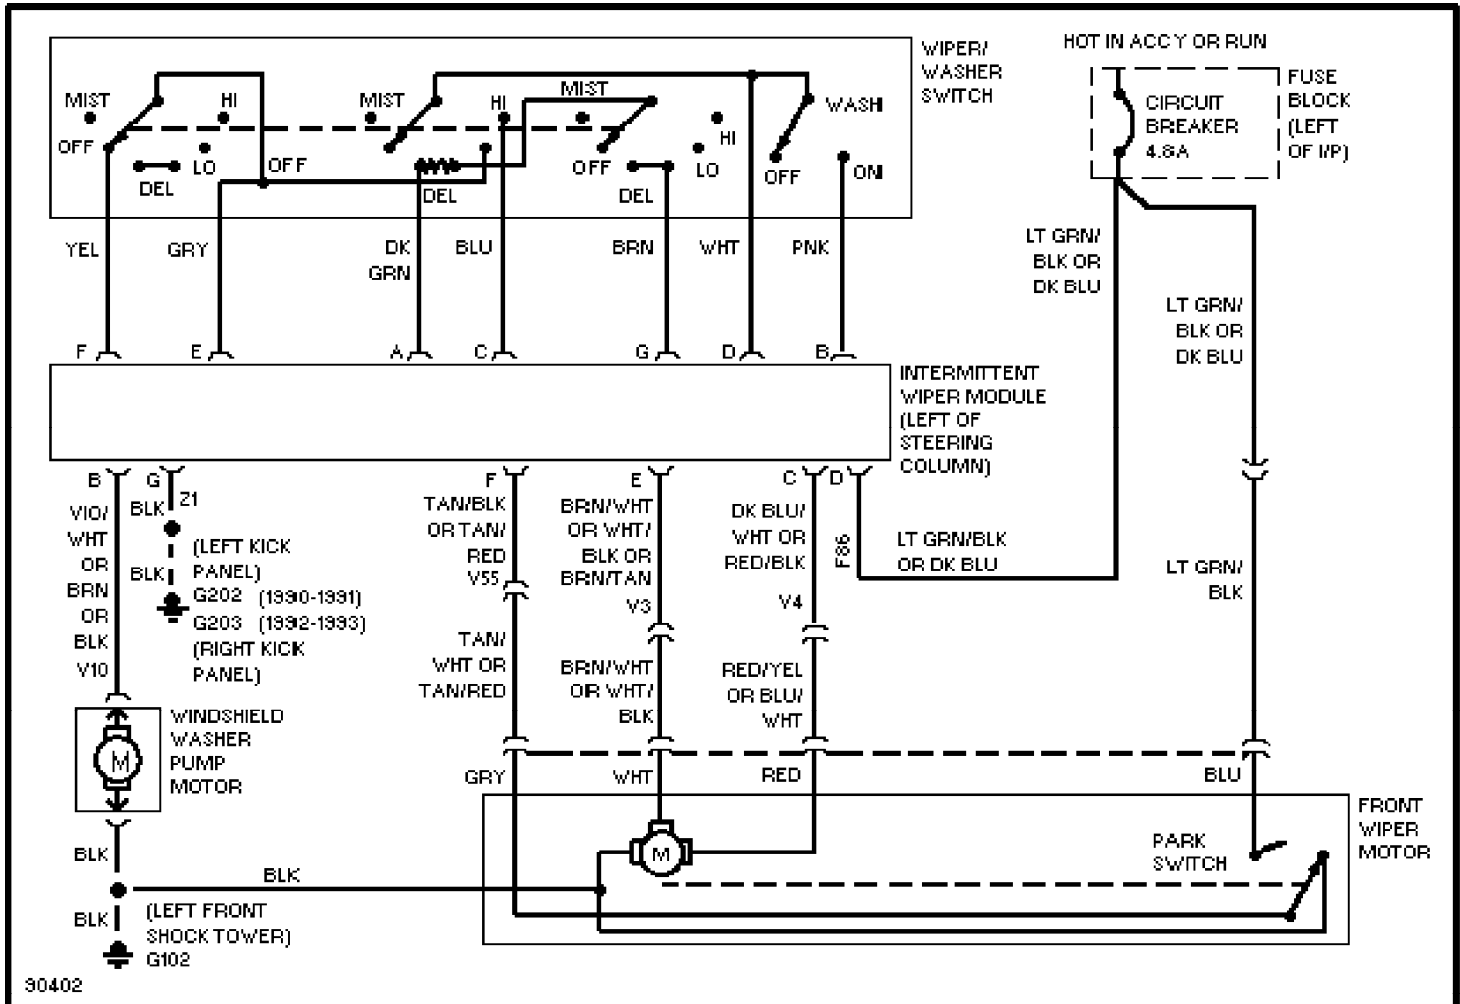 HOT IN ACCY OR RUN
WIPER/
WASHER
SWITCH
FUSE
BLOCK
(LEFT
OF I/P)
CIRCUIT
BREAKER
4.8A
MIST
HI
OFF
LO
DEL
OFF
MIST
HI
DEL
MIST
HI
OFF
LO
DEL
WASH
OFF
ON
YEL
GRY
DK
GRN
BLU
BRN
WHT
PNK
LT GRN/
BLK OR
DK BLU
LT GRN/
BLK OR
DK BLU
F
E
A
C
G
D
B
INTERMITTENT
WIPER MODULE
(LEFT OF
STEERING
COLUMN)
B
G
F
E
C
D
VIO/
WHT
OR
BRN
OR
BLK
V10
BLK
Z1
BLK
(LEFT KICK
PANEL)
G202 (1990-1991)
G203 (1992-1993)
(RIGHT KICK
PANEL)
TAN/BLK
OR TAN/
RED
V55
TAN/
WHT OR
TAN/RED
BRN/WHT
OR WHT/
BLK OR
BRN/TAN
V3
BRN/WHT
OR WHT/
BLK
DK BLU/
WHT OR
RED/BLK
V4
RED/YEL
OR BLU/
WHT
F86
LT GRN/BLK
OR DK BLU
LT GRN/
BLK
WINDSHIELD
WASHER
PUMP
MOTOR
M
GRY
WHT
RED
BLU
M
PARK
SWITCH
FRONT
WIPER
MOTOR
BLK
BLK
BLK
(LEFT FRONT
SHOCK TOWER)
G102
90402